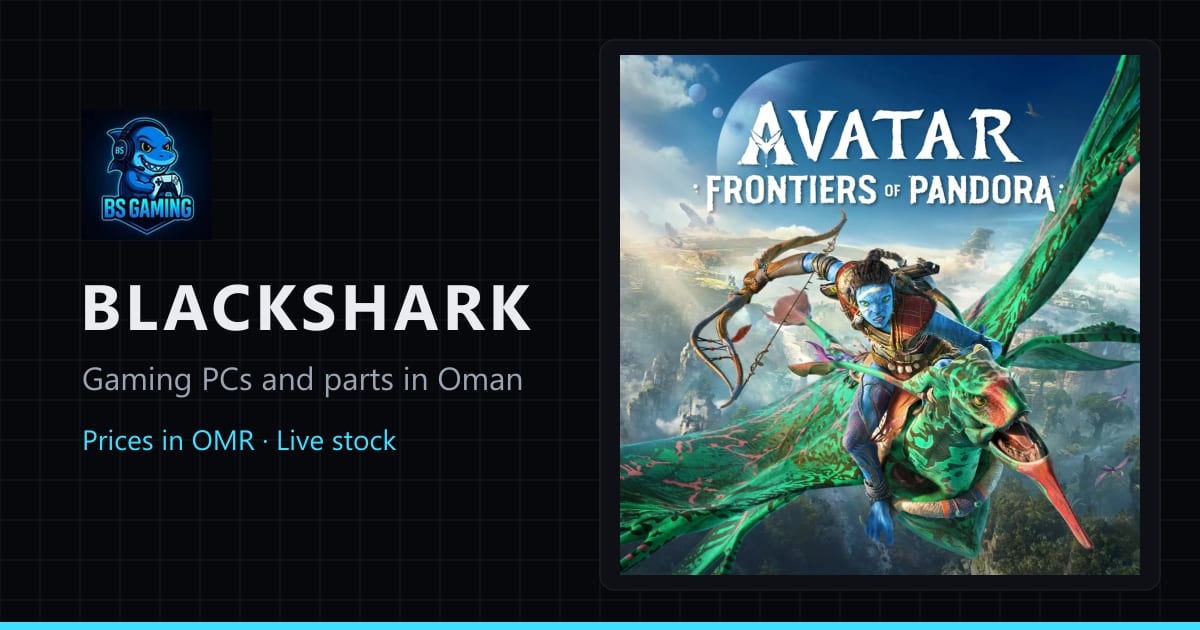 BS
BS GAMING
BLACKSHARK
Gaming PCs and parts in Oman
Prices in OMR · Live stock
AVATAR
· FRONTIERS OF PANDORA ·